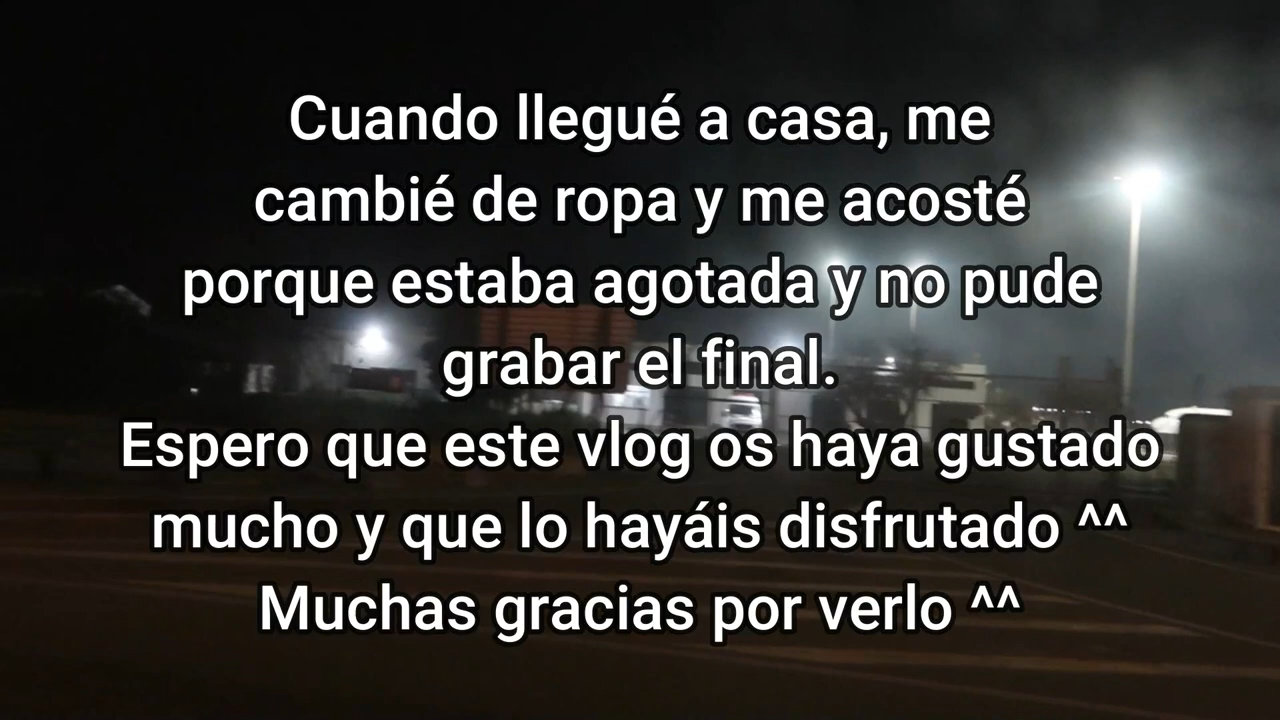 Cuando llegué a casa, me
cambié de ropa y me acosté
porque estaba agotada y no pude
grabar el final.
Espero que este vlog os haya gustado
mucho y que lo hayáis disfrutado ^^
Muchas gracias por verlo ^^